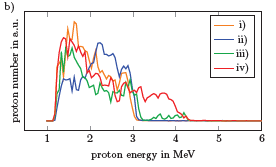 b)
proton number in a.u.
i)
ii)
iii)
iv)
1 2 3 4 5 6
proton energy in MeV